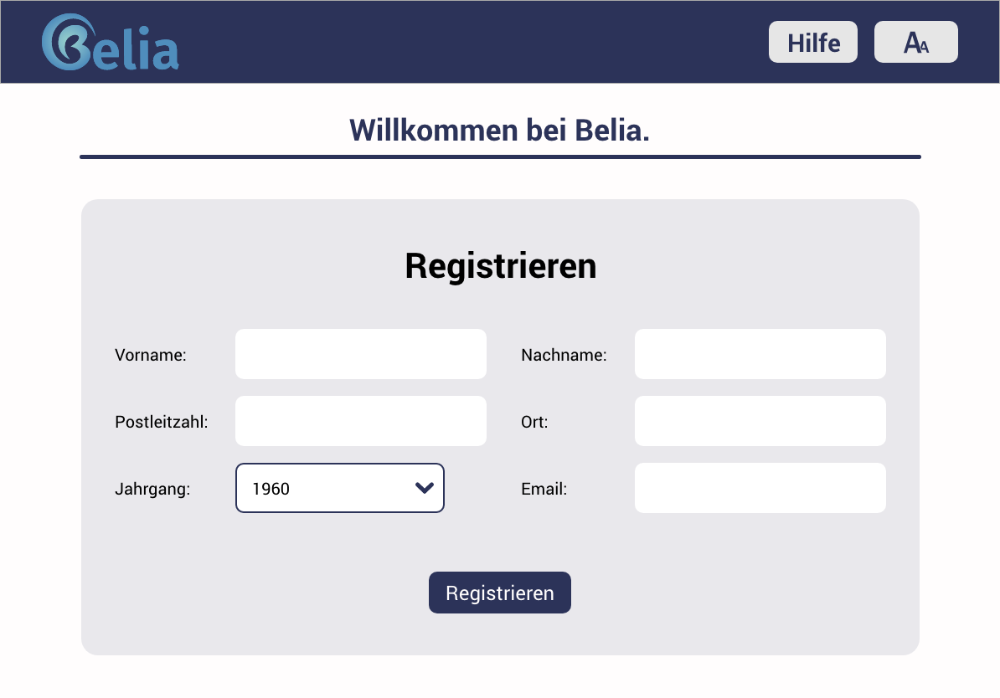 Belia
Hilfe
AA
Willkommen bei Belia.
Registrieren
Vorname:
Nachname:
Postleitzahl:
Ort:
Jahrgang:
1960
Email:
Registrieren